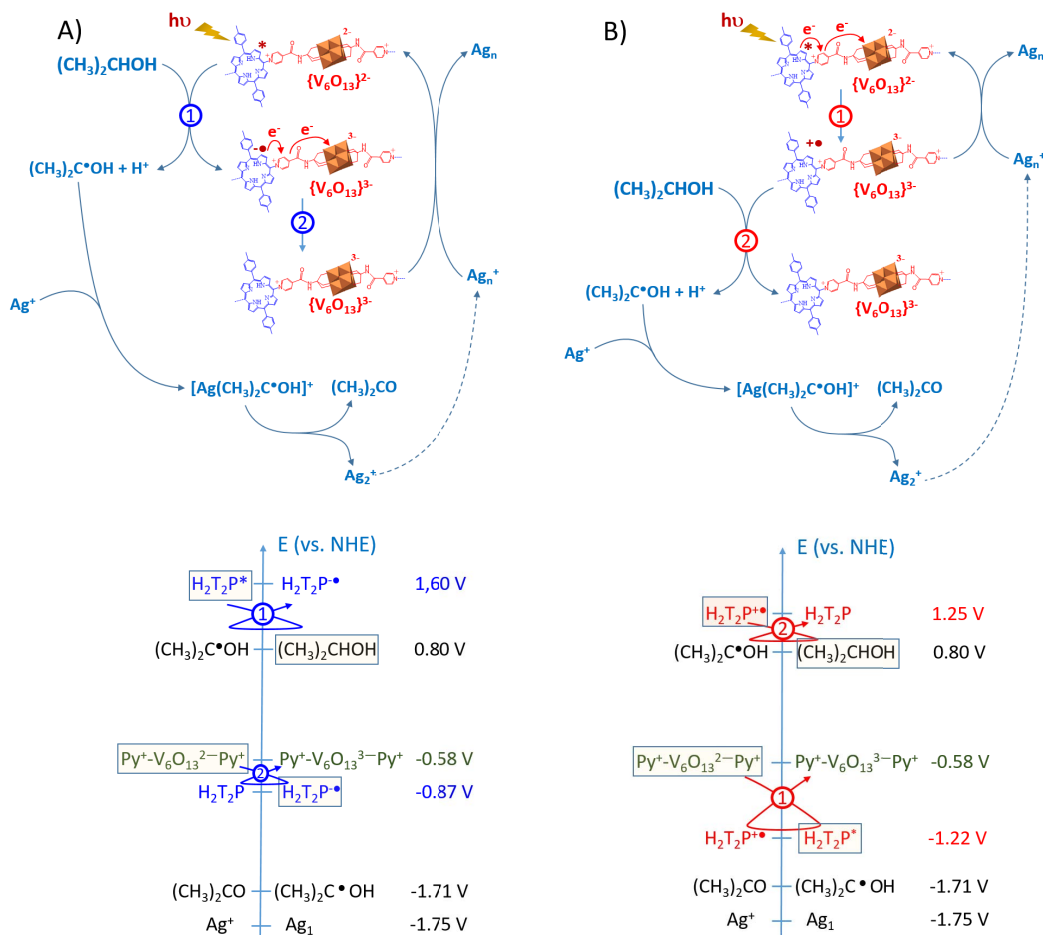 A)
hυ
*
2-
(CH₃)₂CHOH
{V₆O₁₃}²⁻
Agₙ
1
-•
e⁻
e⁻
3-
(CH₃)₂C•OH + H⁺
{V₆O₁₃}³⁻
2
3-
Agₙ⁺
Ag⁺
{V₆O₁₃}³⁻
[Ag(CH₃)₂C•OH]⁺
(CH₃)₂CO
Ag₂⁺
B)
hυ
e⁻
e⁻
*
2-
{V₆O₁₃}²⁻
Agₙ
1
+•
3-
{V₆O₁₃}³⁻
Agₙ⁺
(CH₃)₂CHOH
2
3-
(CH₃)₂C•OH + H⁺
{V₆O₁₃}³⁻
Ag⁺
[Ag(CH₃)₂C•OH]⁺
(CH₃)₂CO
Ag₂⁺
E (vs. NHE)
H₂T₂P* H₂T₂P⁻• 1,60 V
1
(CH₃)₂C•OH (CH₃)₂CHOH 0.80 V
Py⁺-V₆O₁₃²⁻–Py⁺ Py⁺-V₆O₁₃³⁻–Py⁺ -0.58 V
2
H₂T₂P H₂T₂P⁻• -0.87 V
(CH₃)₂CO (CH₃)₂C•OH -1.71 V
Ag⁺ Ag₁ -1.75 V
E (vs. NHE)
H₂T₂P⁺• H₂T₂P 1.25 V
2
(CH₃)₂C•OH (CH₃)₂CHOH 0.80 V
Py⁺-V₆O₁₃²⁻–Py⁺ Py⁺-V₆O₁₃³⁻–Py⁺ -0.58 V
1
H₂T₂P⁺• H₂T₂P* -1.22 V
(CH₃)₂CO (CH₃)₂C•OH -1.71 V
Ag⁺ Ag₁ -1.75 V